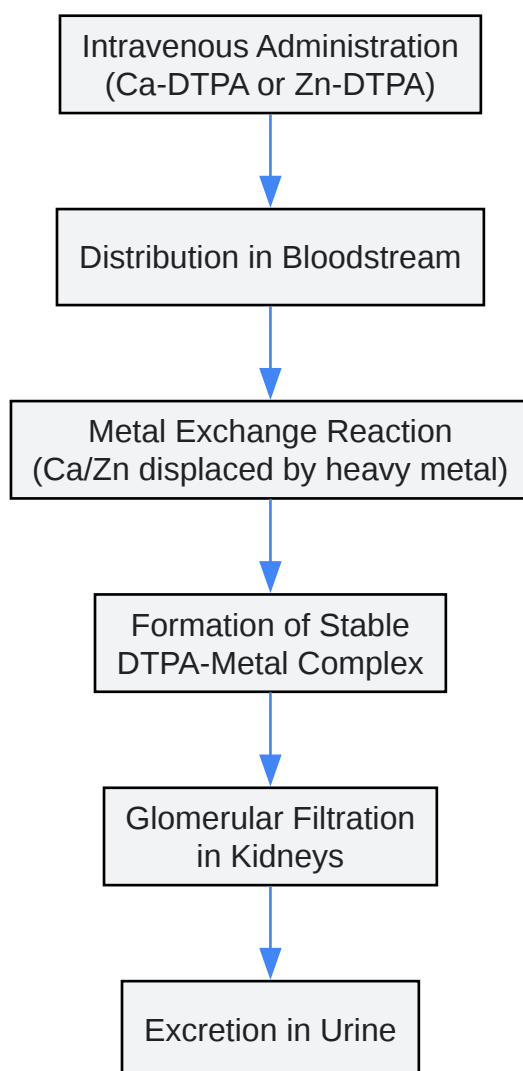 Intravenous Administration
(Ca-DTPA or Zn-DTPA)
Distribution in Bloodstream
Metal Exchange Reaction
(Ca/Zn displaced by heavy metal)
Formation of Stable
DTPA-Metal Complex
Glomerular Filtration
in Kidneys
Excretion in Urine